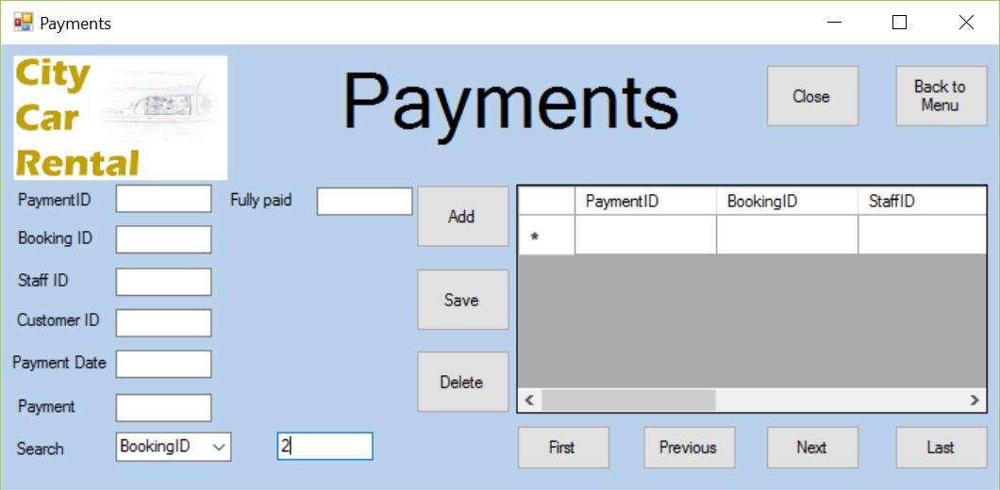 Payments
City
Car
Rental
Payments
Close
Back to
Menu
PaymentID
Fully paid
Booking ID
Staff ID
Customer ID
Payment Date
Payment
Search
BookingID
2
Add
Save
Delete
PaymentID BookingID StaffID
*
First
Previous
Next
Last